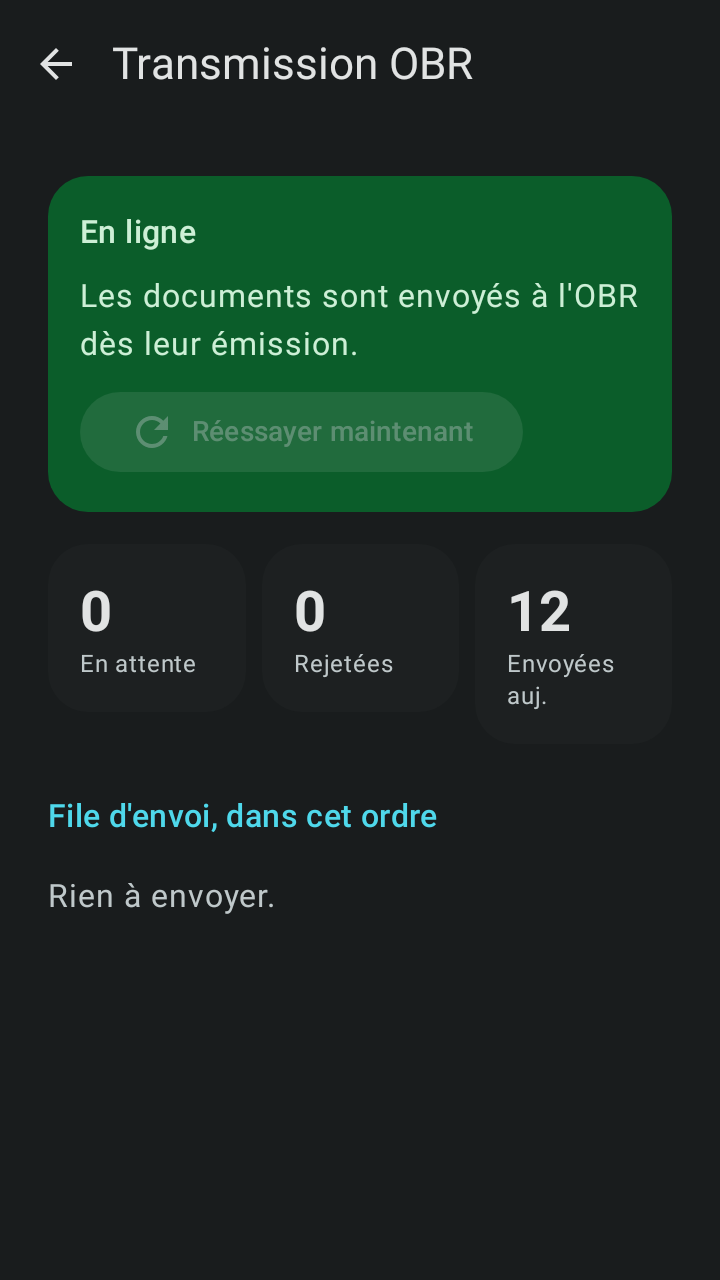 Transmission OBR
En ligne
Les documents sont envoyés à l'OBR
dès leur émission.
Réessayer maintenant
0
En attente
0
Rejetées
12
Envoyées
auj.
File d'envoi, dans cet ordre
Rien à envoyer.